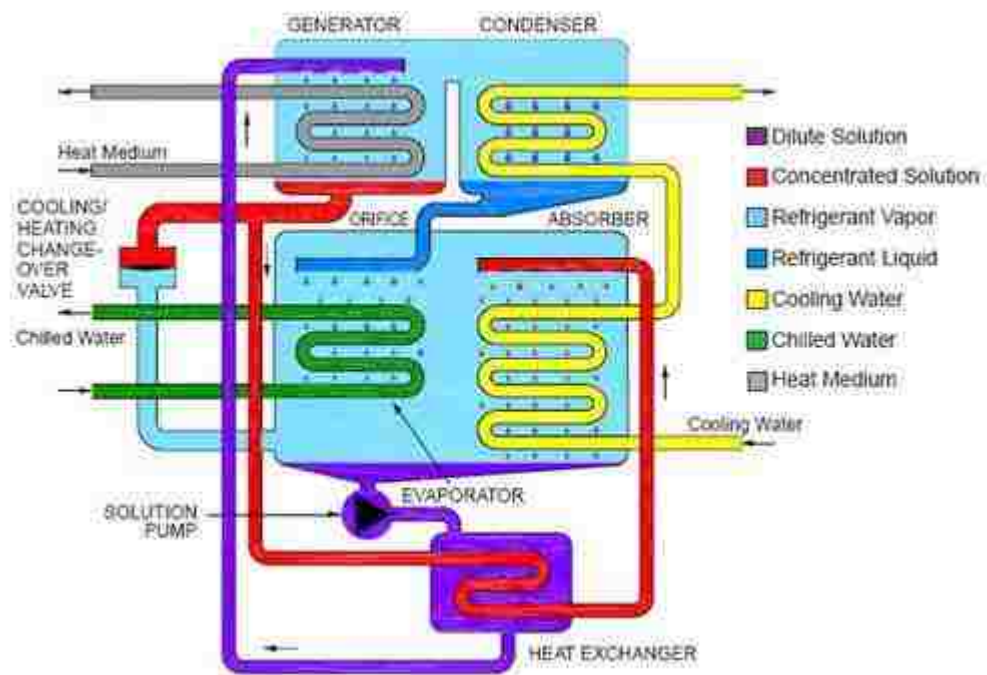 GENERATOR
CONDENSER
Heat Medium
COOLING/
HEATING
CHANGE-
OVER
VALVE
ORIFICE
ABSORBER
Chilled Water
Cooling Water
EVAPORATOR
SOLUTION
PUMP
HEAT EXCHANGER
Dilute Solution
Concentrated Solution
Refrigerant Vapor
Refrigerant Liquid
Cooling Water
Chilled Water
Heat Medium